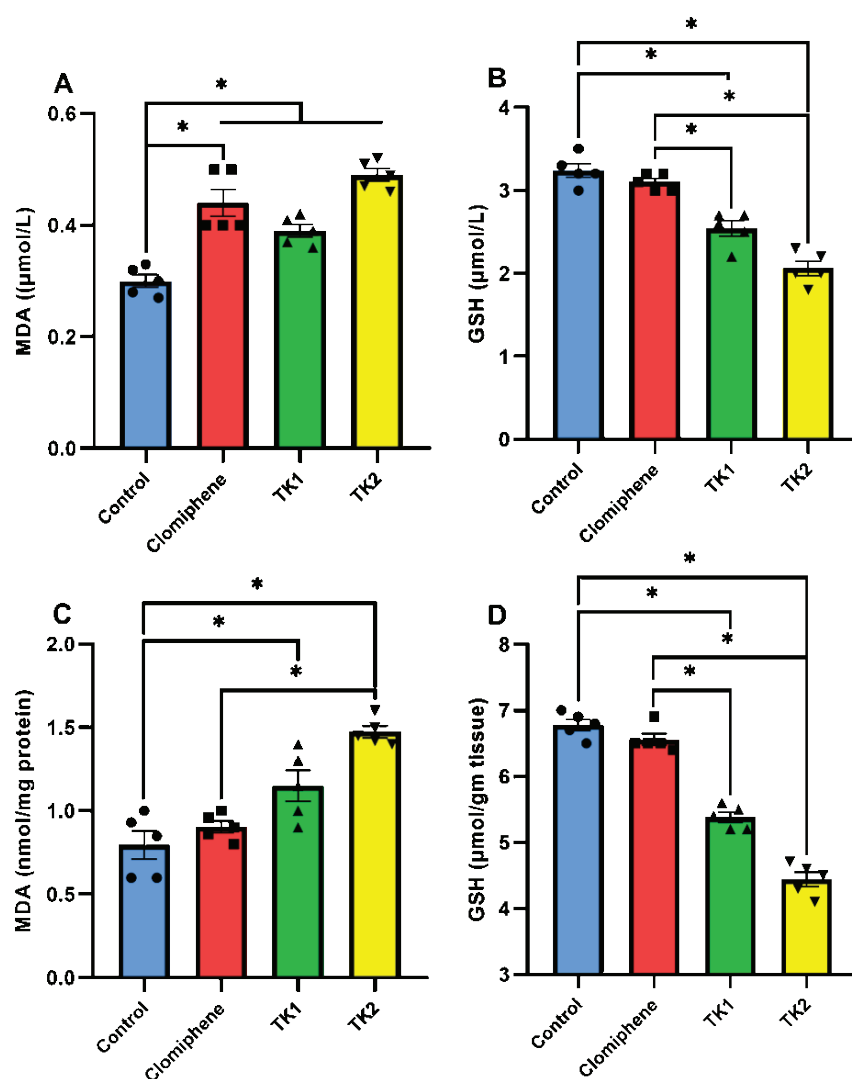 A
*
*
MDA ((µmol/L)
0.6
0.4
0.2
0.0
Control
Clomiphene
TK1
TK2
B
*
*
*
*
GSH (µmol/L)
4
3
2
1
0
Control
Clomiphene
TK1
TK2
C
*
*
*
MDA (nmol/mg protein)
2.0
1.5
1.0
0.5
0.0
Control
Clomiphene
TK1
TK2
D
*
*
*
*
GSH (µmol/gm tissue)
8
7
6
5
4
3
Control
Clomiphene
TK1
TK2